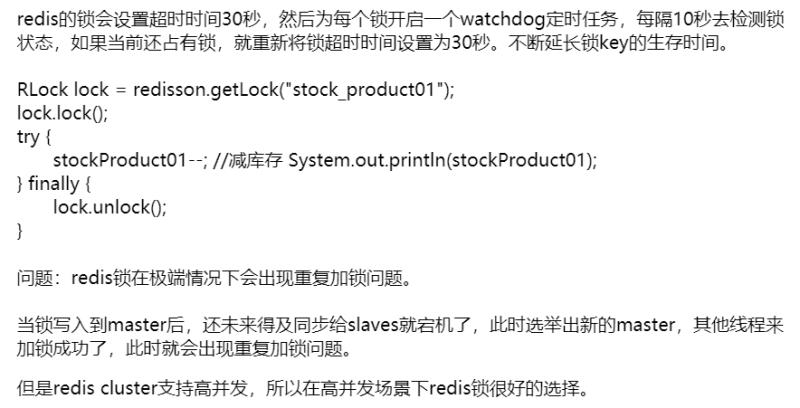 redis的锁会设置超时时间30秒，然后为每个锁开启一个watchdog定时任务，每隔10秒去检测锁
状态，如果当前还占有锁，就重新将锁超时时间设置为30秒。不断延长锁key的生存时间。
RLock lock = redisson.getLock("stock_product01");
lock.lock();
try {
stockProduct01--; //减库存 System.out.println(stockProduct01);
} finally {
lock.unlock();
}
问题：redis锁在极端情况下会出现重复加锁问题。
当锁写入到master后，还未来得及同步给slaves就宕机了，此时选举出新的master，其他线程来
加锁成功了，此时就会出现重复加锁问题。
但是redis cluster支持高并发，所以在高并发场景下redis锁很好的选择。